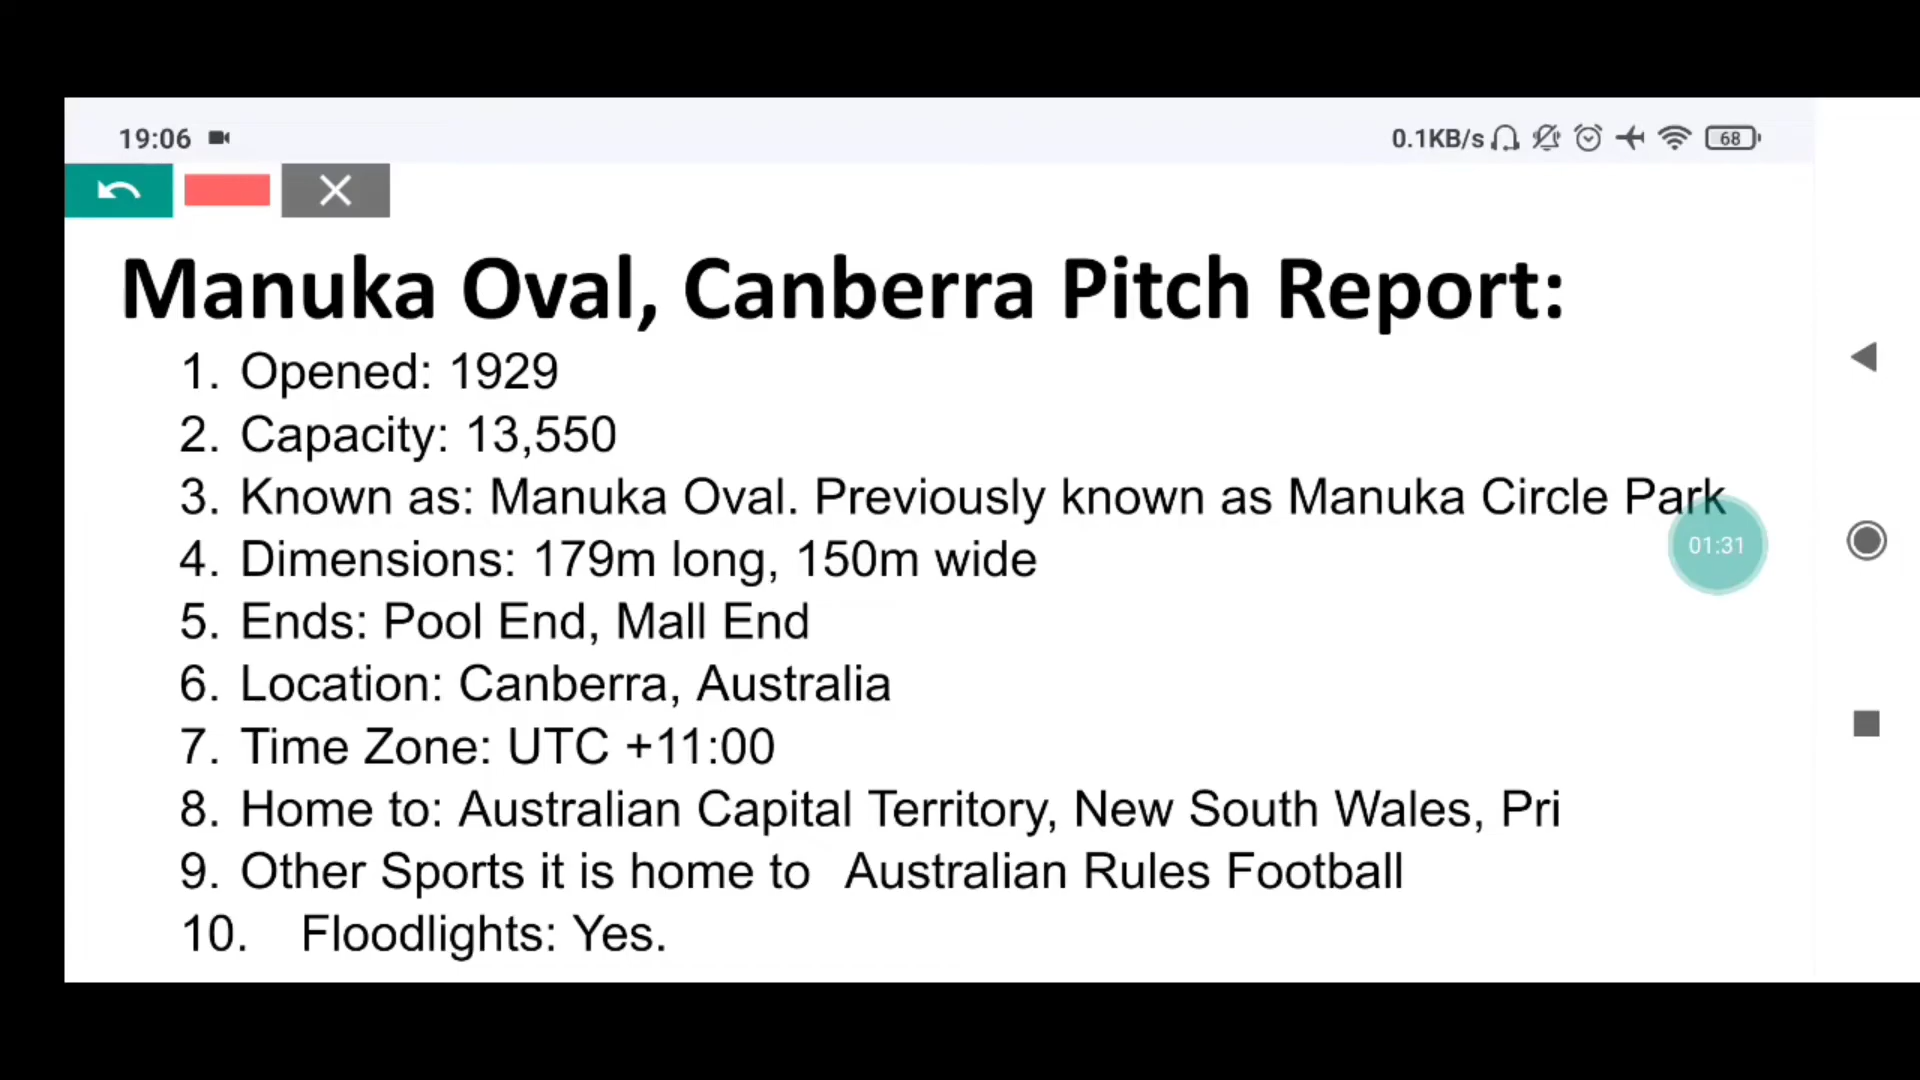 19:06
0.1KB/s
68
Manuka Oval, Canberra Pitch Report:
1. Opened: 1929
2. Capacity: 13,550
3. Known as: Manuka Oval. Previously known as Manuka Circle Park
01:31
4. Dimensions: 179m long, 150m wide
5. Ends: Pool End, Mall End
6. Location: Canberra, Australia
7. Time Zone: UTC +11:00
8. Home to: Australian Capital Territory, New South Wales, Pri
9. Other Sports it is home to Australian Rules Football
10. Floodlights: Yes.